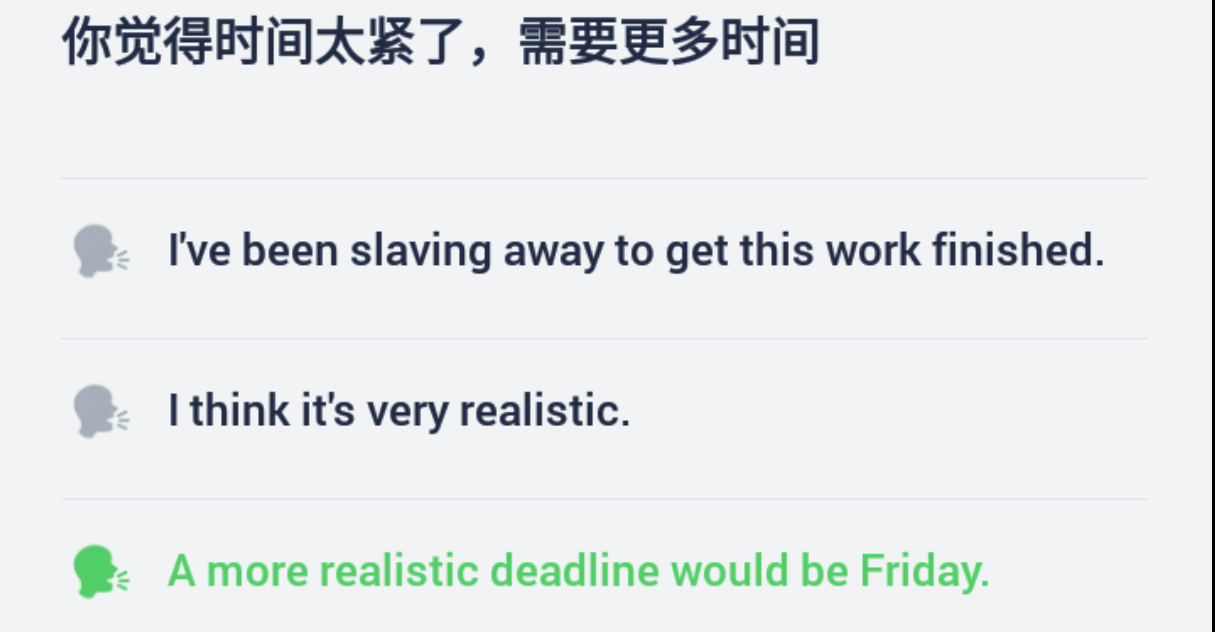 你觉得时间太紧了，需要更多时间
I've been slaving away to get this work finished.
I think it's very realistic.
A more realistic deadline would be Friday.